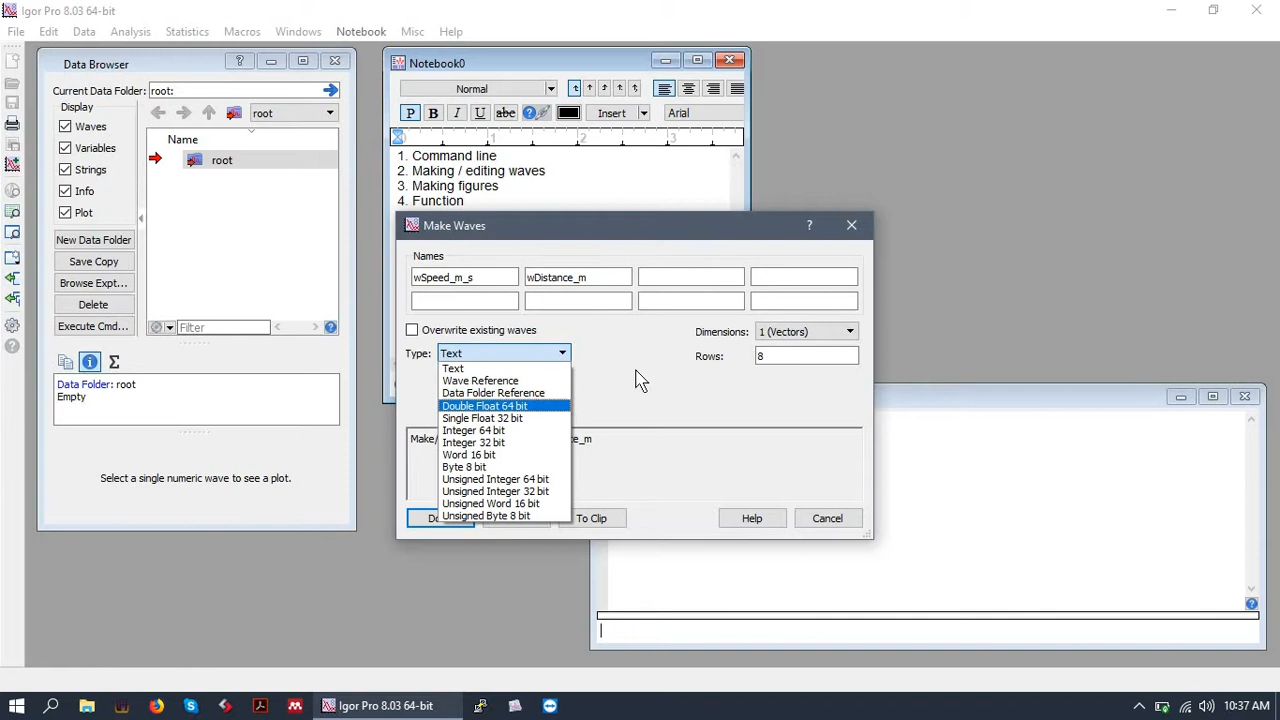 Igor Pro 8.03 64-bit
File Edit Data Analysis Statistics Macros Windows Notebook Misc Help
Data Browser
Current Data Folder: root:
Display
Waves
Variables
Strings
Info
Plot
New Data Folder
Save Copy
Browse Expt...
Delete
Execute Cmd...
root
Name
root
Filter
Data Folder: root
Empty
Select a single numeric wave to see a plot.
Notebook0
Normal
P B I U abc Insert Arial
1 2 3
1. Command line
2. Making / editing waves
3. Making figures
4. Function
Make Waves
Names
wSpeed_m_s wDistance_m
Overwrite existing waves
Dimensions: 1 (Vectors)
Type: Text
Rows: 8
Text
Wave Reference
Data Folder Reference
Double Float 64 bit
Single Float 32 bit
Integer 64 bit
Integer 32 bit
Word 16 bit
Byte 8 bit
Unsigned Integer 64 bit
Unsigned Integer 32 bit
Unsigned Word 16 bit
Unsigned Byte 8 bit
Make/
To Clip Help Cancel
Igor Pro 8.03 64-bit
10:37 AM